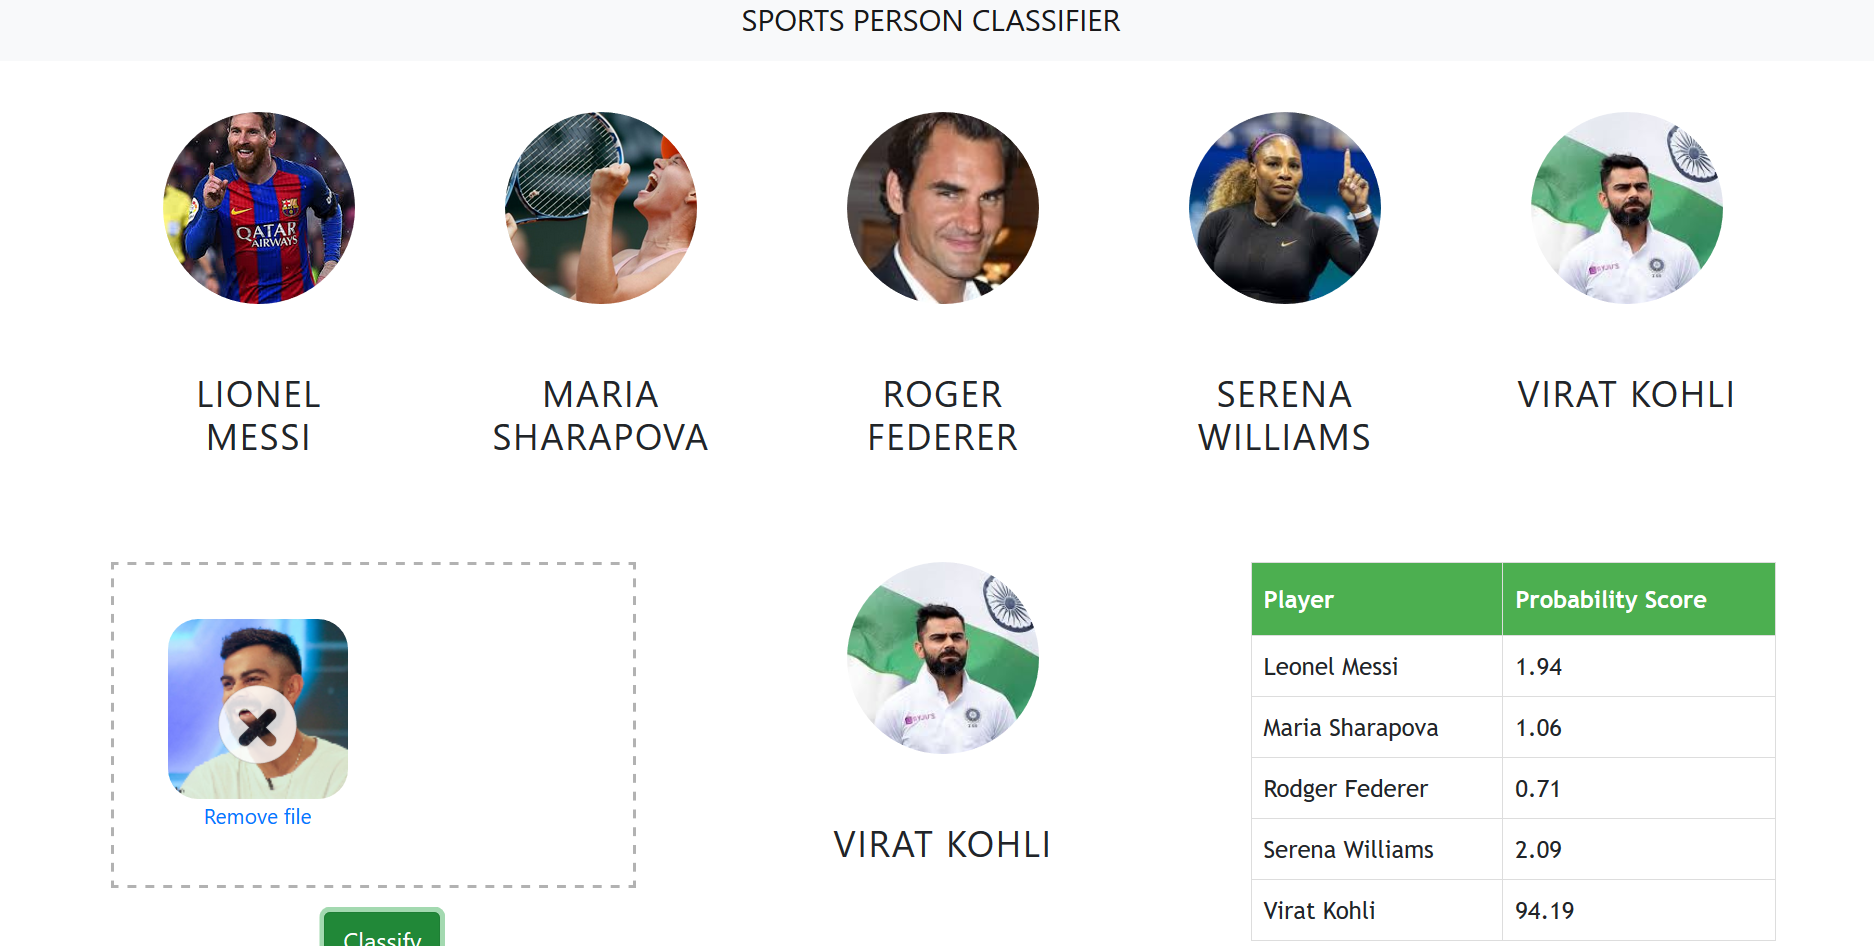 SPORTS PERSON CLASSIFIER
QATAR
AIRWAYS
LIONEL
MESSI
MARIA
SHARAPOVA
ROGER
FEDERER
SERENA
WILLIAMS
VIRAT KOHLI
Remove file
Classify
VIRAT KOHLI
Player Probability Score
Leonel Messi 1.94
Maria Sharapova 1.06
Rodger Federer 0.71
Serena Williams 2.09
Virat Kohli 94.19